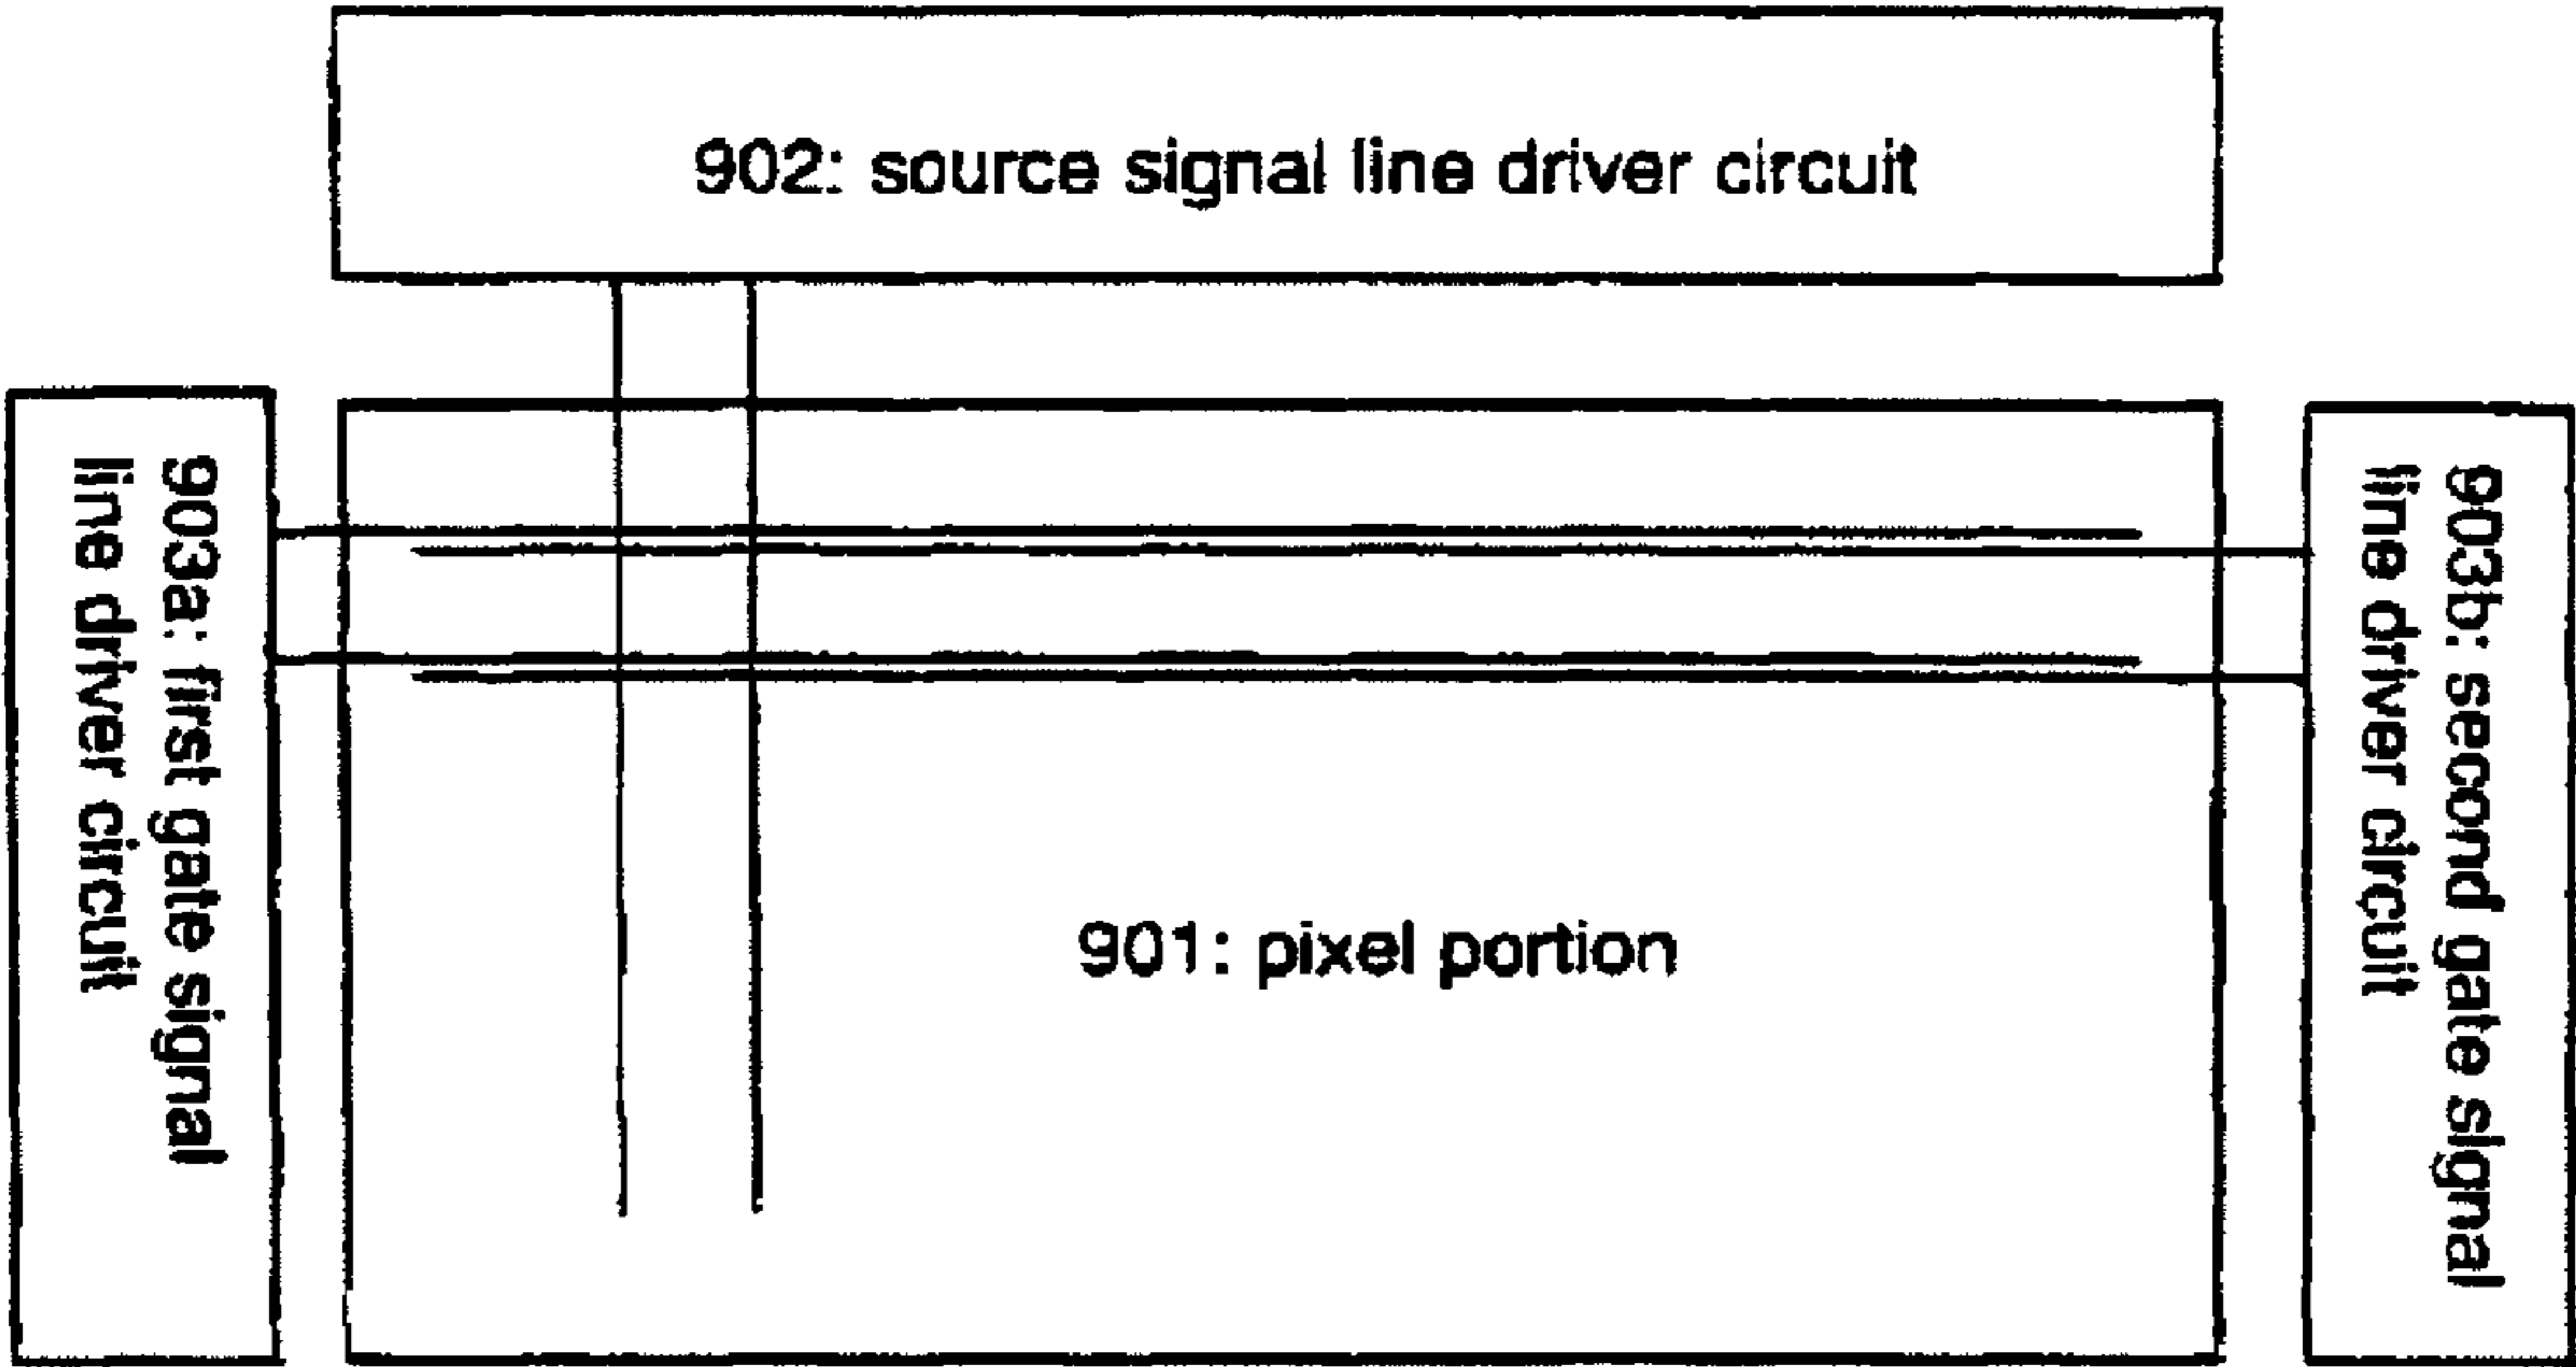 902: source signal line driver circuit
903a: first gate signal
line driver circuit
901: pixel portion
903b: second gate signal
line driver circuit